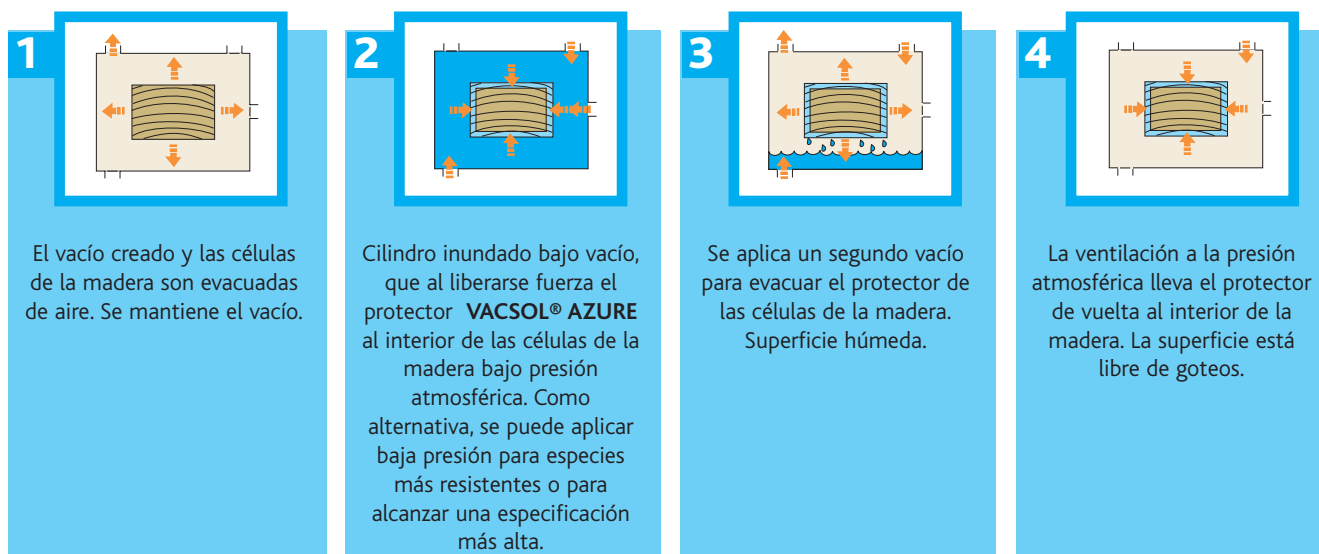 1
El vacío creado y las células
de la madera son evacuadas
de aire. Se mantiene el vacío.
2
Cilindro inundado bajo vacío,
que al liberarse fuerza el
protector VACSOL® AZURE
al interior de las células de la
madera bajo presión
atmosférica. Como
alternativa, se puede aplicar
baja presión para especies
más resistentes o para
alcanzar una especificación
más alta.
3
Se aplica un segundo vacío
para evacuar el protector de
las células de la madera.
Superficie húmeda.
4
La ventilación a la presión
atmosférica lleva el protector
de vuelta al interior de la
madera. La superficie está
libre de goteos.